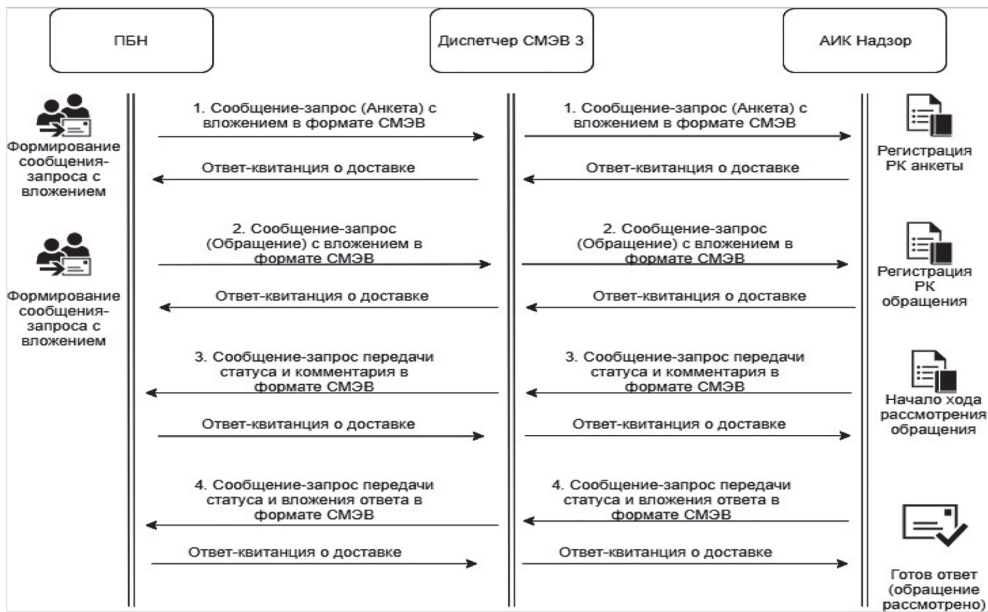 ПБН
Диспетчер СМЭВ 3
АИК Надзор
1. Сообщение-запрос (Анкета) с
вложением в формате СМЭВ
1. Сообщение-запрос (Анкета) с
вложением в формате СМЭВ
Формирование
сообщения-
запроса с
вложением
Ответ-квитанция о доставке
Ответ-квитанция о доставке
Регистрация
РК анкеты
2. Сообщение-запрос
(Обращение) с вложением в
формате СМЭВ
2. Сообщение-запрос
(Обращение) с вложением в
формате СМЭВ
Формирование
сообщения-
запроса с
вложением
Ответ-квитанция о доставке
Ответ-квитанция о доставке
Регистрация
РК
обращения
3. Сообщение-запрос передачи
статуса и комментария в
формате СМЭВ
3. Сообщение-запрос передачи
статуса и комментария в
формате СМЭВ
Начало хода
рассмотрения
обращения
Ответ-квитанция о доставке
Ответ-квитанция о доставке
4. Сообщение-запрос передачи
статуса и вложения ответа в
формате СМЭВ
4. Сообщение-запрос передачи
статуса и вложения ответа в
формате СМЭВ
Ответ-квитанция о доставке
Ответ-квитанция о доставке
Готов ответ
(обращение
рассмотрено)